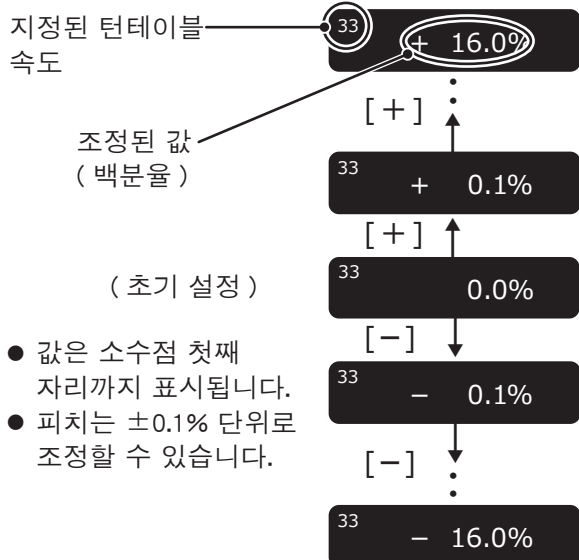 지정된 턴테이블
속도
33
+ 16.0%
[+]
조정된 값
( 백분율 )
33
+ 0.1%
[+]
( 초기 설정 )
33
0.0%
[−]
● 값은 소수점 첫째
자리까지 표시됩니다.
33
− 0.1%
● 피치는 ±0.1% 단위로
조정할 수 있습니다.
[−]
33
− 16.0%